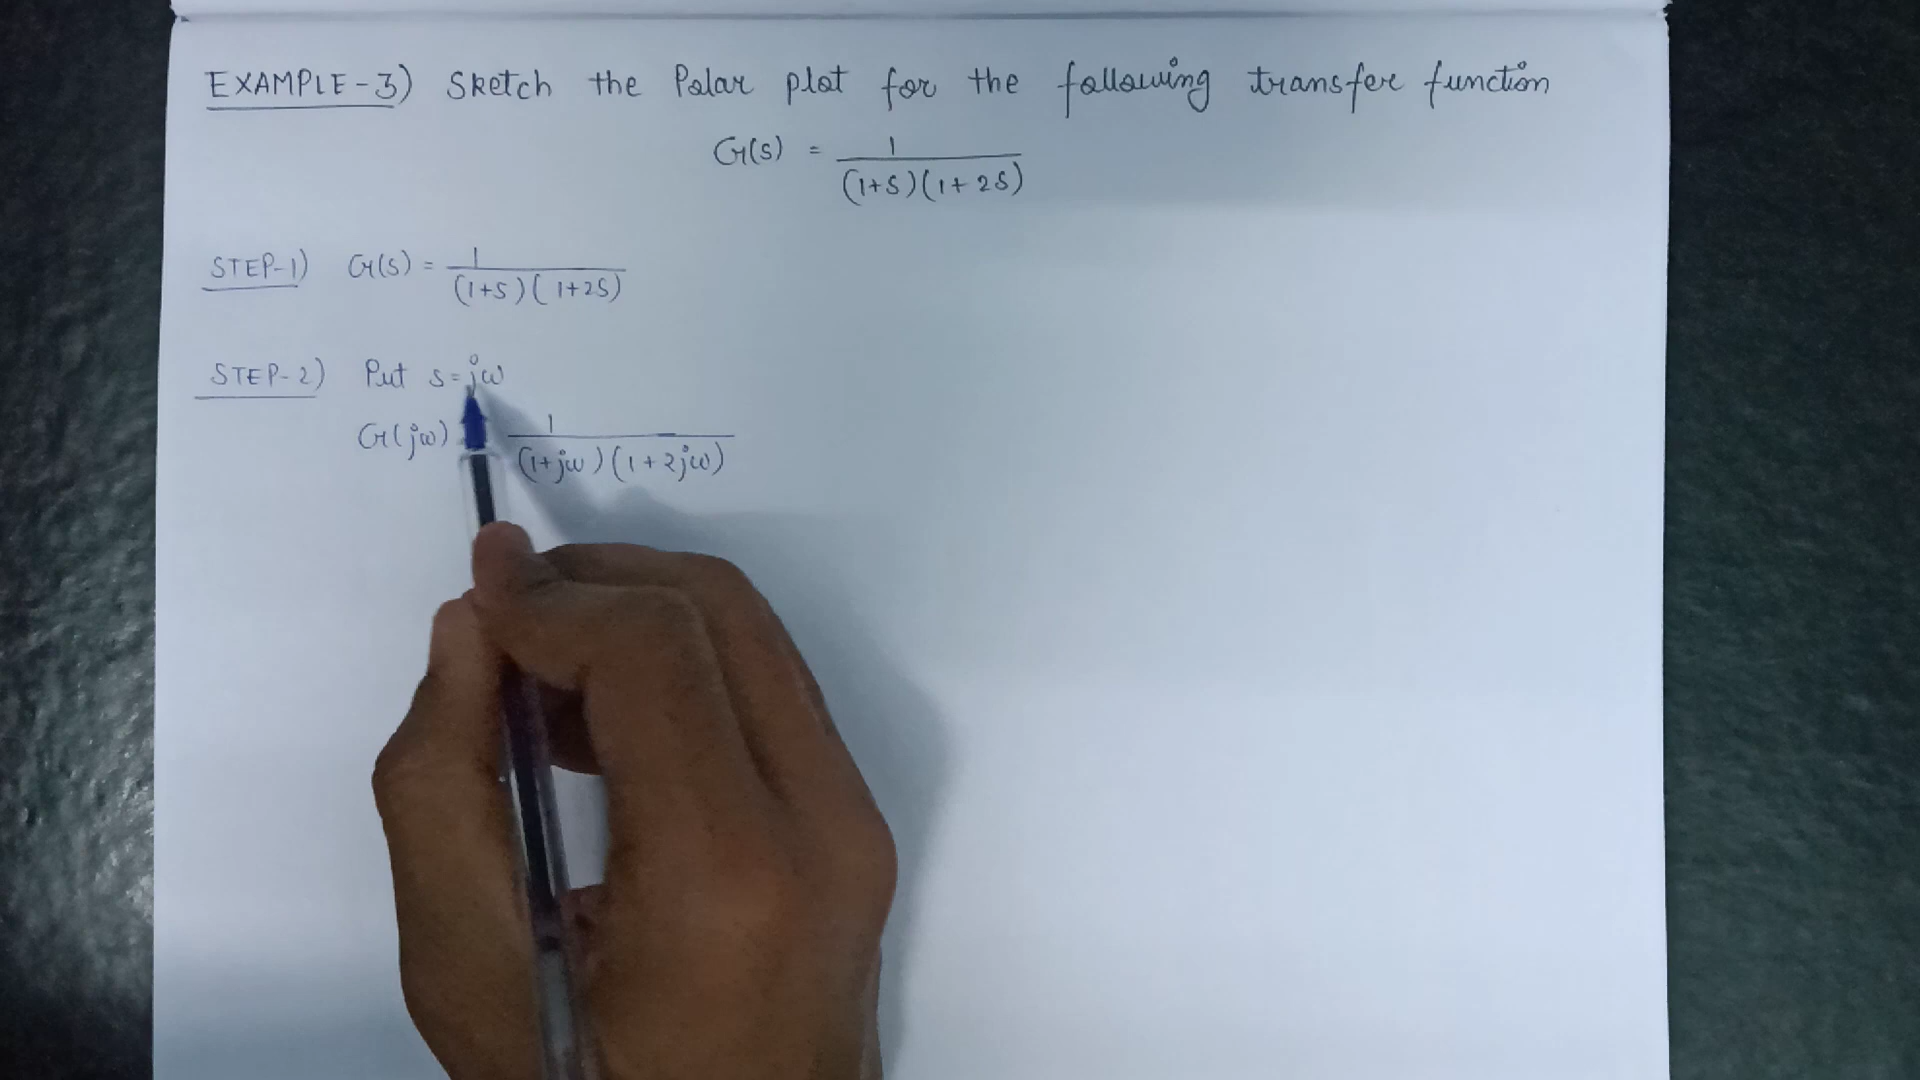 EXAMPLE-3) Sketch the Polar plot for the following transfer function
G(s) = 1 / (1+s)(1+2s)
STEP-1) G(s) = 1 / (1+s)(1+2s)
STEP-2) Put s=jω
G(jω) 1 / (1+jω)(1+2jω)